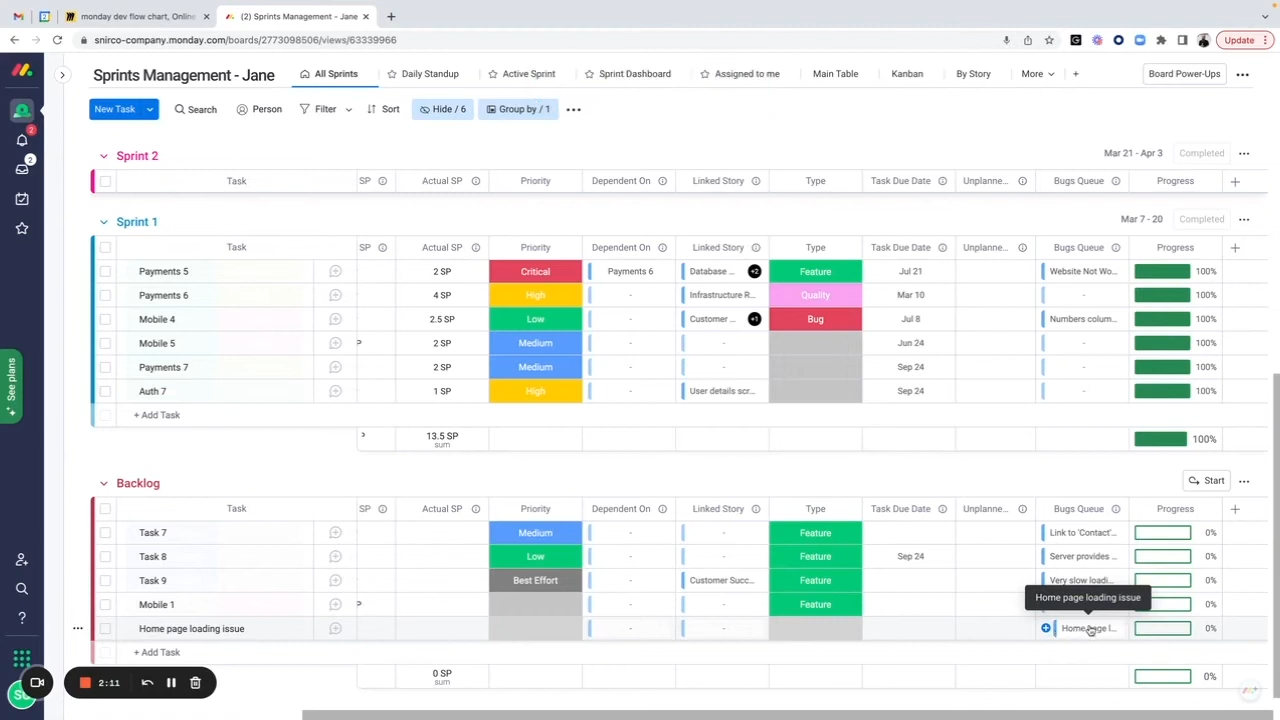 monday dev flow chart, Online
(2) Sprints Management - Jane
snirco-company.monday.com/boards/2773098506/views/63339966
Update
Sprints Management - Jane
All Sprints
Daily Standup
Active Sprint
Sprint Dashboard
Assigned to me
Main Table
Kanban
By Story
More
Board Power-Ups
New Task
Search
Person
Filter
Sort
Hide / 6
Group by / 1
2
2
Sprint 2
Mar 21 - Apr 3
Completed
Task SP Actual SP Priority Dependent On Linked Story Type Task Due Date Unplanne... Bugs Queue Progress
Sprint 1
Mar 7 - 20
Completed
Task SP Actual SP Priority Dependent On Linked Story Type Task Due Date Unplanne... Bugs Queue Progress
Payments 5 2 SP Critical Payments 6 Database ... +2 Feature Jul 21 Website Not Wo... 100%
Payments 6 4 SP High - Infrastructure R... Quality Mar 10 - 100%
Mobile 4 2.5 SP Low - Customer ... +1 Bug Jul 8 Numbers colum... 100%
Mobile 5 P 2 SP Medium - - Jun 24 - 100%
Payments 7 2 SP Medium - - Sep 24 - 100%
Auth 7 1 SP High - User details scr... Sep 24 - 100%
+ Add Task
13.5 SP 100%
sum
See plans
Backlog
Start
Task SP Actual SP Priority Dependent On Linked Story Type Task Due Date Unplanne... Bugs Queue Progress
Task 7 Medium - - Feature Link to 'Contact'... 0%
Task 8 Low - - Feature Sep 24 Server provides ... 0%
Task 9 Best Effort - Customer Succ... Feature Very slow loadi... 0%
Home page loading issue
Mobile 1 P - - Feature 0%
Home page loading issue - - Home page l... 0%
+ Add Task
0 SP 0%
sum
2:11